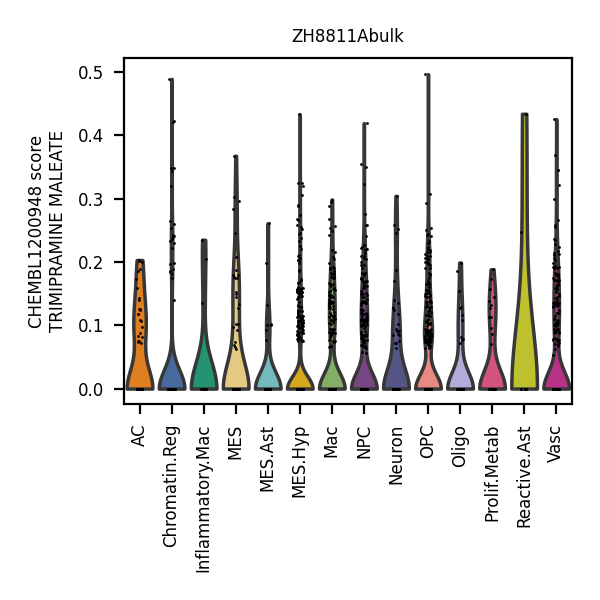 ZH8811Abulk
CHEMBL1200948 score
TRIMIPRAMINE MALEATE
0.5
0.4
0.3
0.2
0.1
0.0
AC
Chromatin.Reg
Inflammatory.Mac
MES
MES.Ast
MES.Hyp
Mac
NPC
Neuron
OPC
Oligo
Prolif.Metab
Reactive.Ast
Vasc